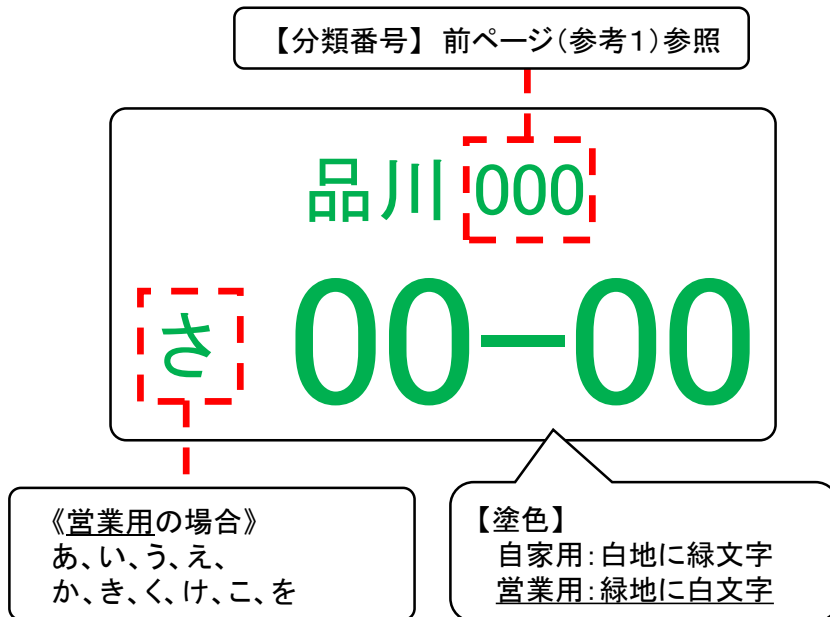 【分類番号】 前ページ(参考1)参照
品川 000
さ 00-00
《営業用の場合》
あ、い、う、え、
か、き、く、け、こ、を
【塗色】
自家用:白地に緑文字
営業用:緑地に白文字